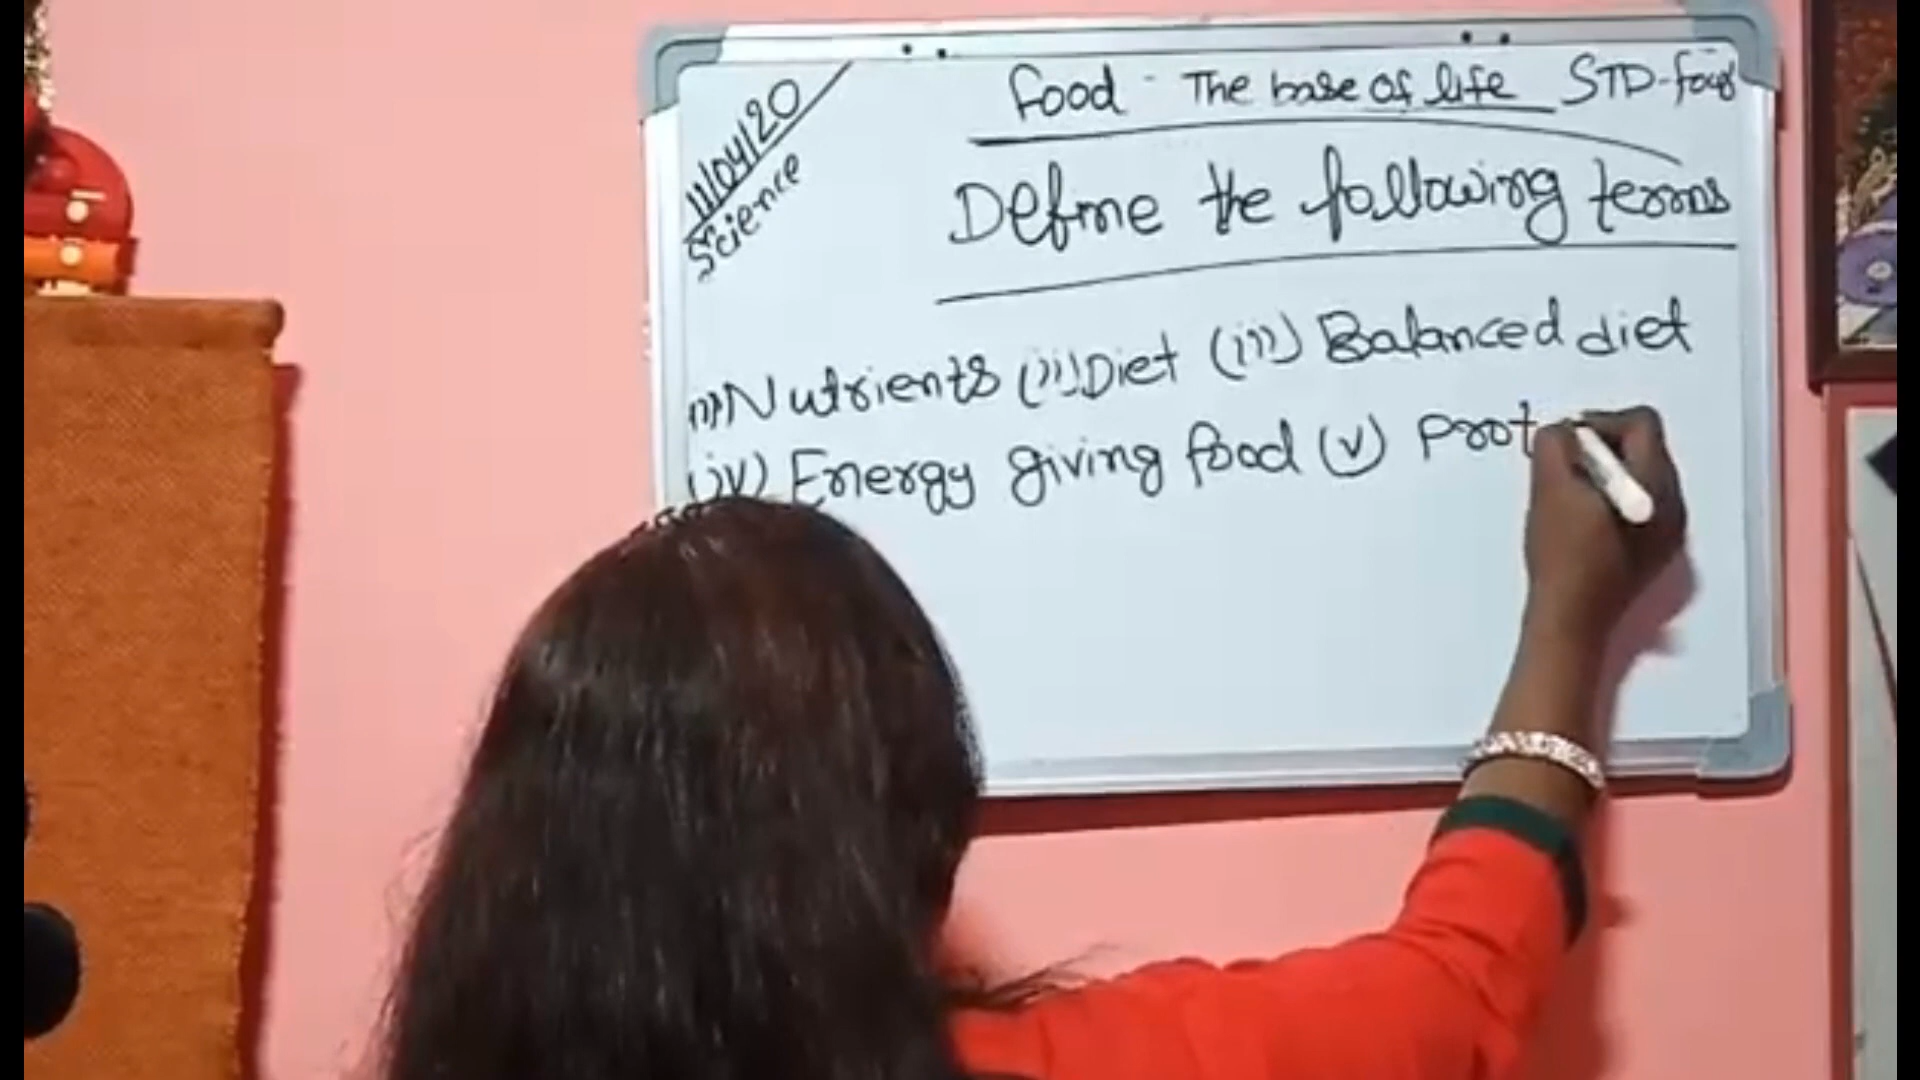 11/04/20
Science
Food - The base of life STD-four
Define the following terms
(i) Nutrients (ii) Diet (iii) Balanced diet
(iv) Energy giving food (v) Prot